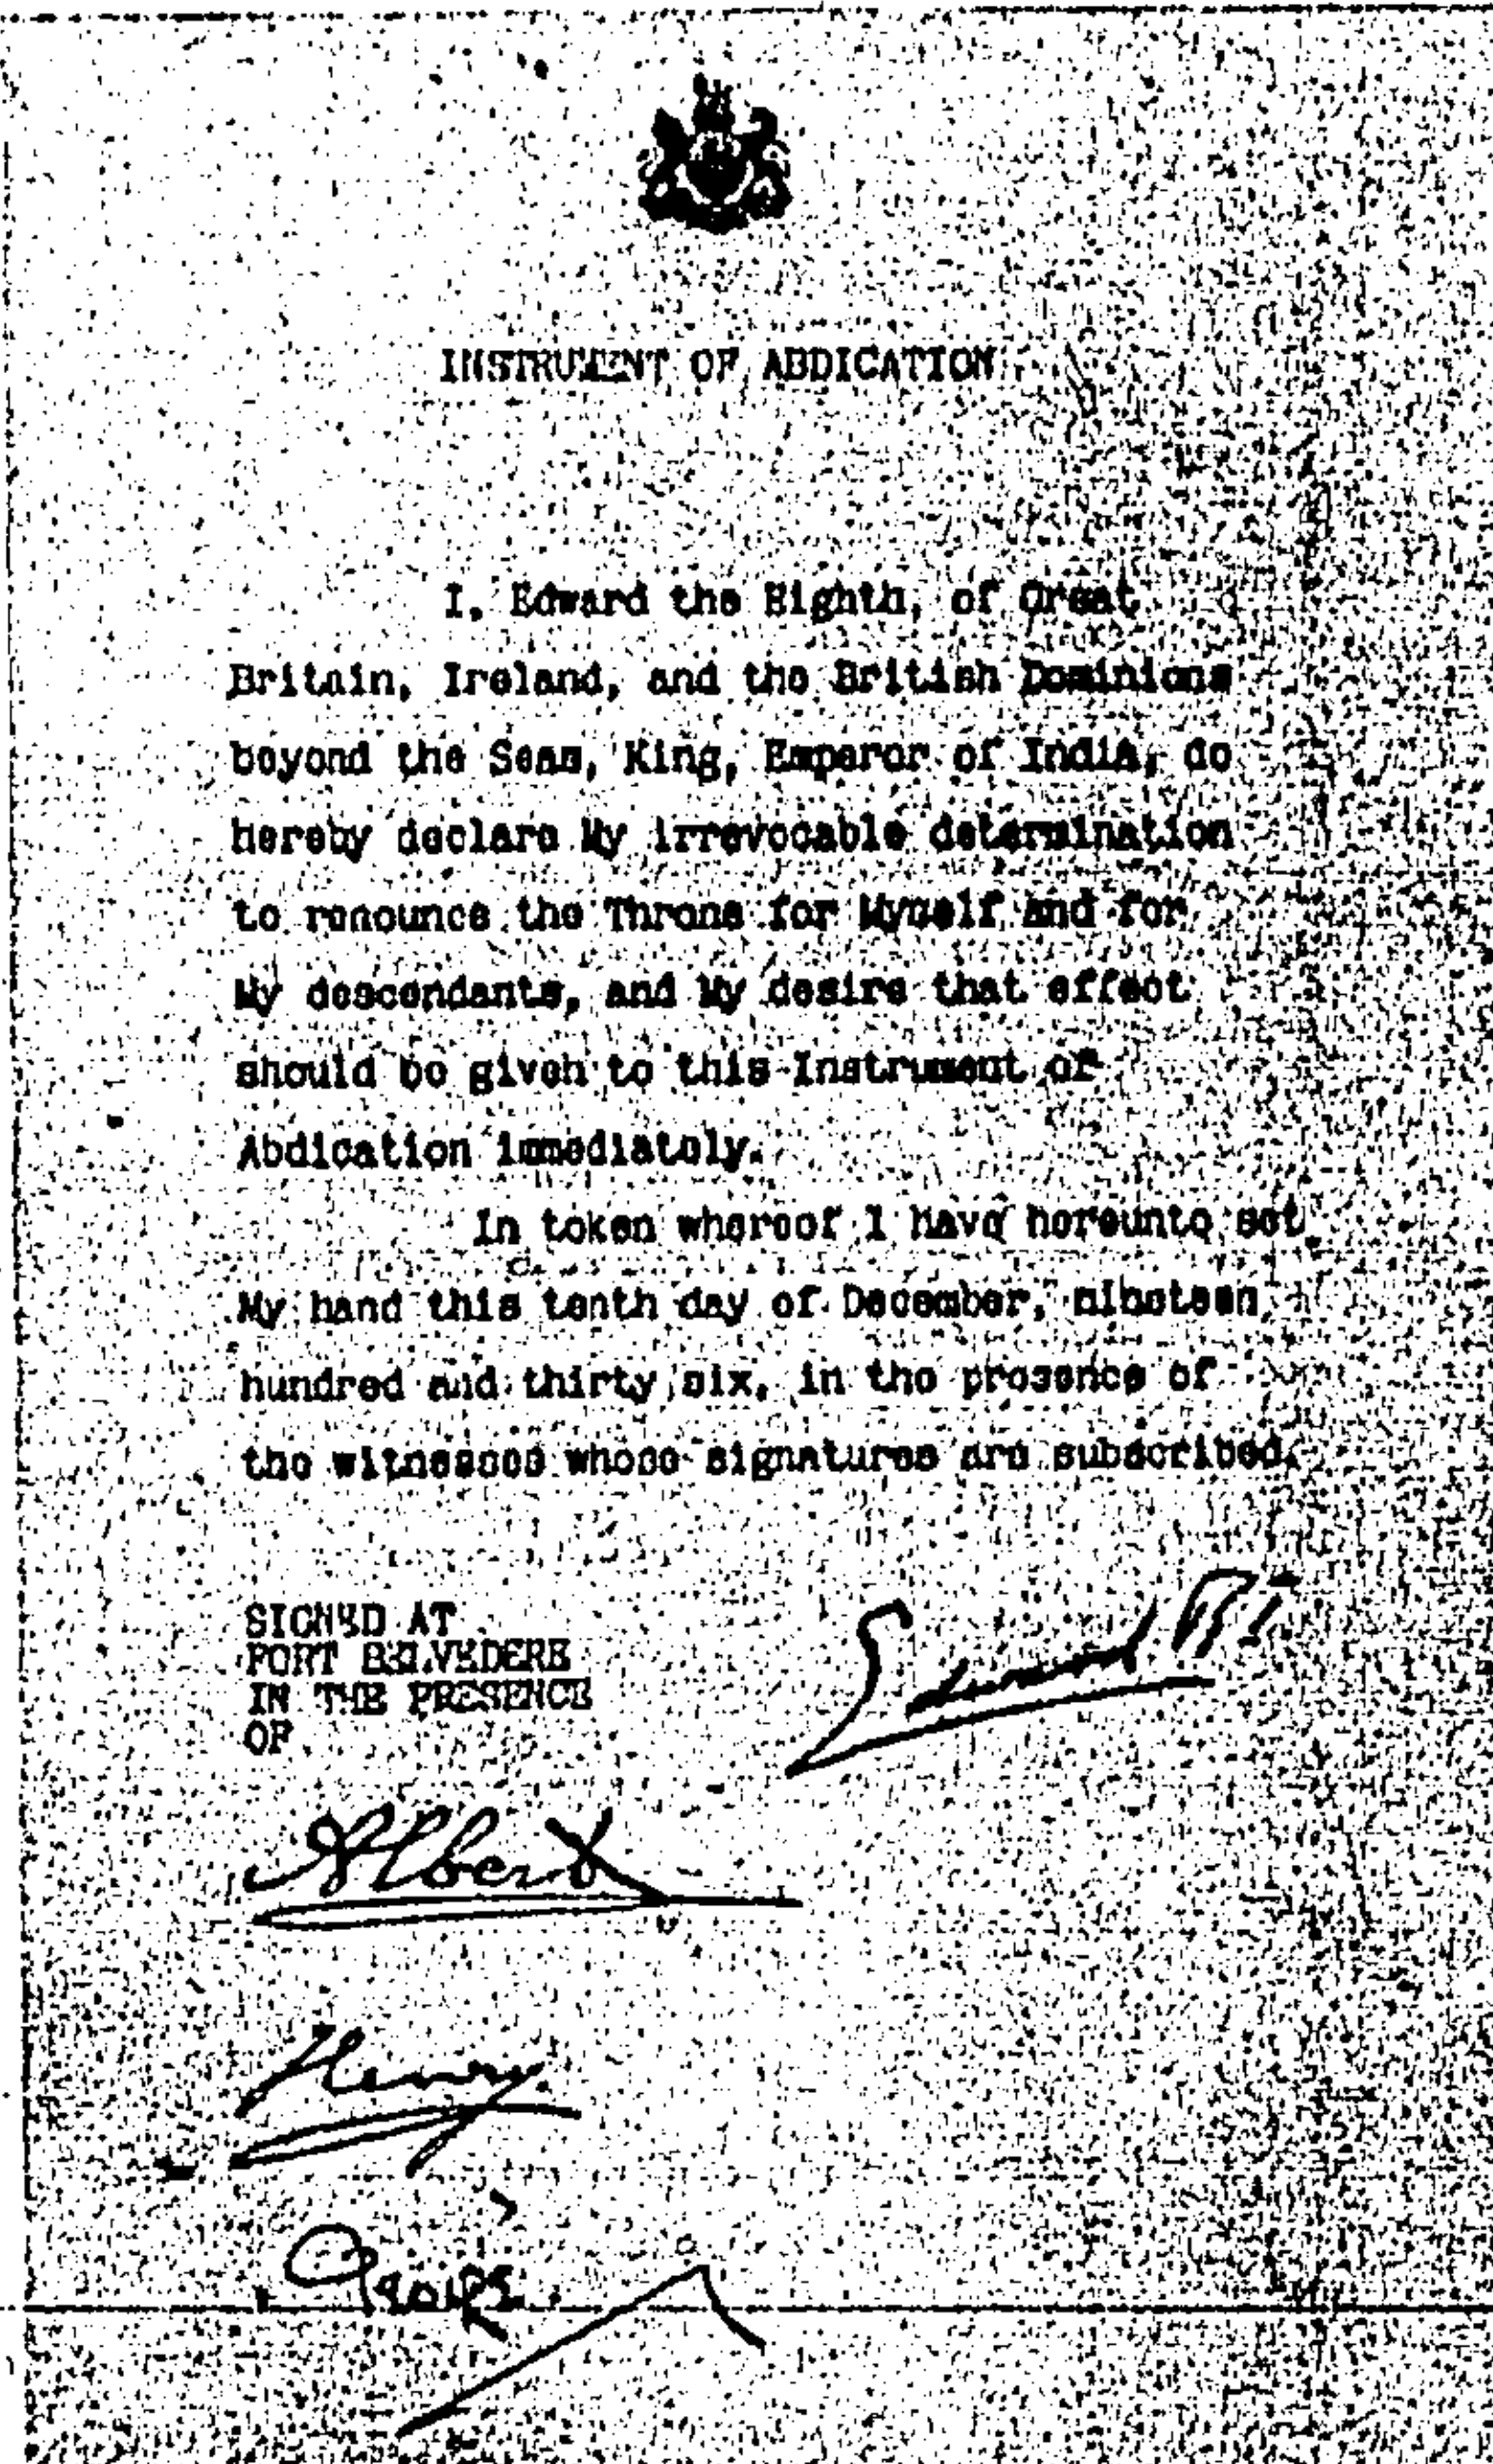 INSTRUMENT OF ABDICATION
I, Edward the Eighth, of Great
Britain, Ireland, and the British Dominions
beyond the Seas, King, Emperor of India, do
hereby declare My irrevocable determination
to renounce the Throne for Myself and for
My descendants, and My desire that effect
should be given to this Instrument of
Abdication immediately.
In token whereof I have hereunto set
My hand this tenth day of December, nineteen
hundred and thirty six, in the presence of
the witnesses whose signatures are subscribed.
SIGNED AT
FORT BELVEDERE
IN THE PRESENCE
OF
Edward RI
Albert
Henry
George